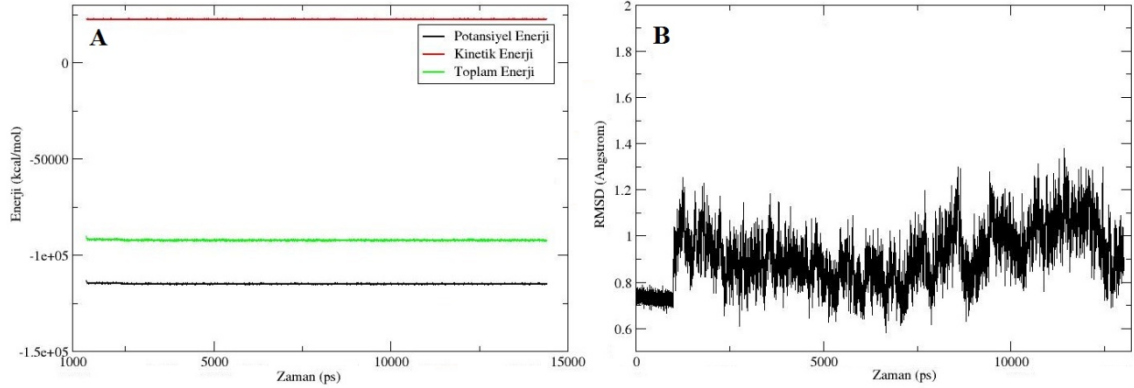 A
Potansiyel Enerji
Kinetik Enerji
Toplam Enerji
0
-50000
-1e+05
-1.5e+05
Enerji (kcal/mol)
1000
5000
10000
15000
Zaman (ps)
B
2
1.8
1.6
1.4
1.2
1
0.8
0.6
RMSD (Angstrom)
0
5000
10000
Zaman (ps)